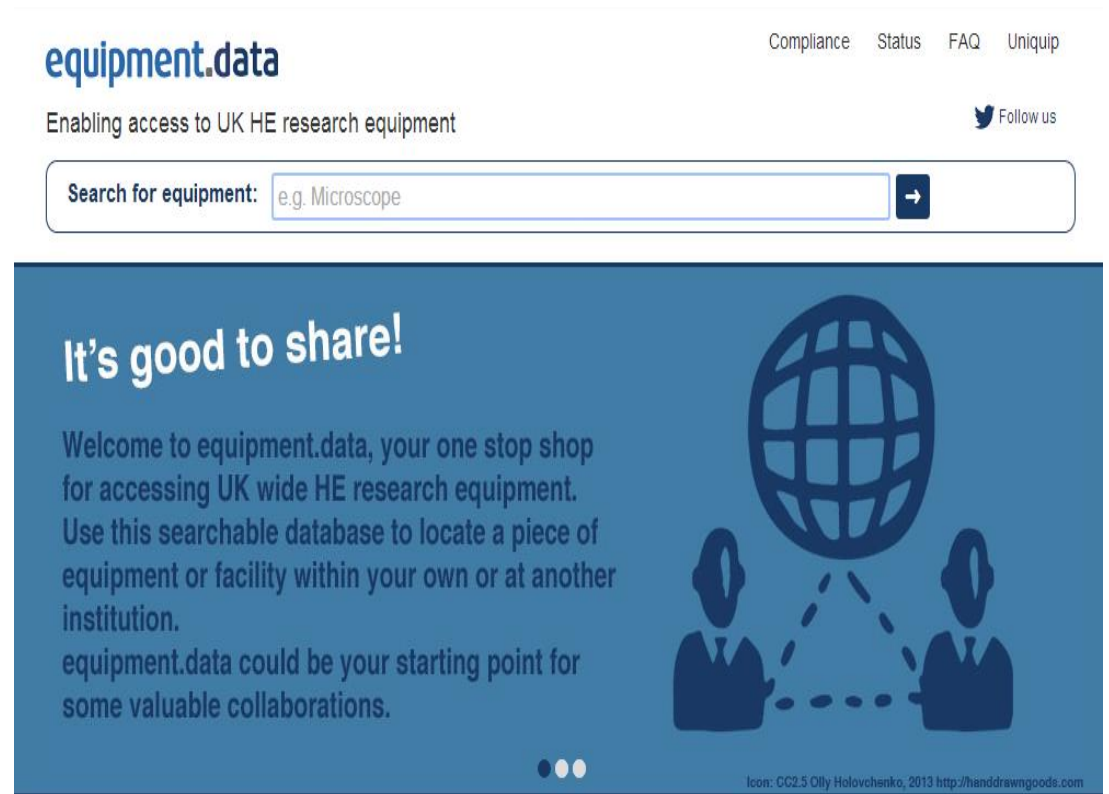 equipment.data
Compliance Status FAQ Uniquip
Enabling access to UK HE research equipment
Follow us
Search for equipment: e.g. Microscope
It's good to share!
Welcome to equipment.data, your one stop shop
for accessing UK wide HE research equipment.
Use this searchable database to locate a piece of
equipment or facility within your own or at another
institution.
equipment.data could be your starting point for
some valuable collaborations.
Icon: CC2.5 Olly Holovchenko, 2013 http://handdrawngoods.com